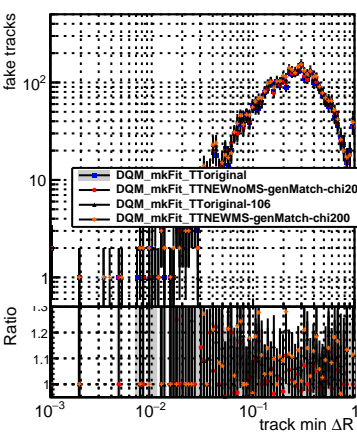 fake tracks
10²
10
1
DQM_mkFit_TToriginal
DQM_mkFit_TTNEWnoMS-genMatch-chi20
DQM_mkFit_TToriginal-106
DQM_mkFit_TTNEWMS-genMatch-chi200
Ratio
1.3
1.2
1.1
1
10⁻³ 10⁻² 10⁻¹ 1
track min ΔR